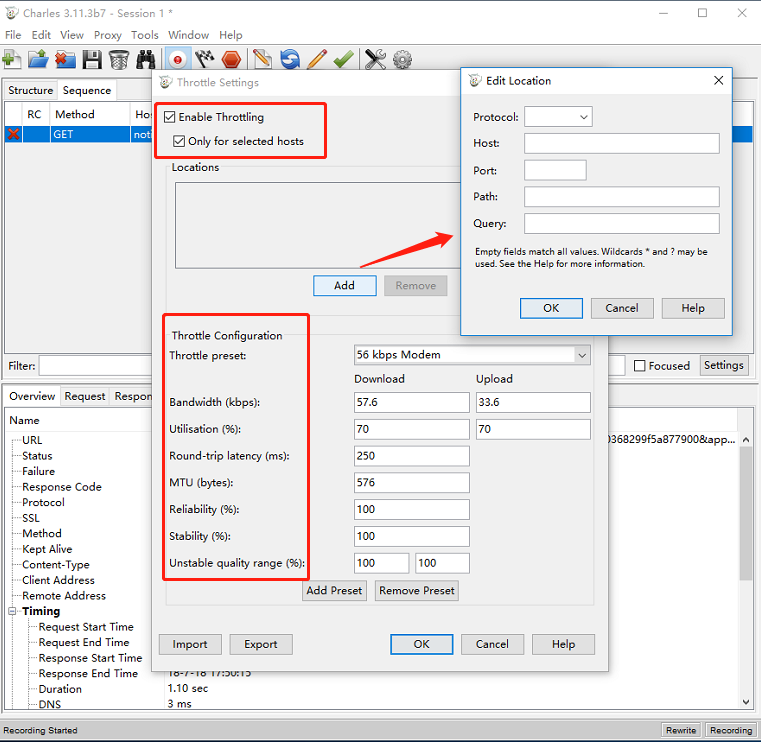 Charles 3.11.3b7 - Session 1 *
File Edit View Proxy Tools Window Help
Structure Sequence
RC Method Hos
GET noti
Throttle Settings
Enable Throttling
Only for selected hosts
Locations
Add Remove
Edit Location
Protocol:
Host:
Port:
Path:
Query:
Empty fields match all values. Wildcards * and ? may be
used. See the Help for more information.
OK Cancel Help
Throttle Configuration
Throttle preset: 56 kbps Modem
Download Upload
Bandwidth (kbps): 57.6 33.6
Utilisation (%): 70 70
Round-trip latency (ms): 250
MTU (bytes): 576
Reliability (%): 100
Stability (%): 100
Unstable quality range (%): 100 100
Add Preset Remove Preset
Import Export OK Cancel Help
Filter: Focused Settings
Overview Request Respon
Name
URL 0368299f5a877900&app...
Status
Failure
Response Code
Protocol
SSL
Method
Kept Alive
Content-Type
Client Address
Remote Address
Timing
Request Start Time
Request End Time
Response Start Time
Response End Time 18-7-18 17:50:15
Duration 1.10 sec
DNS 3 ms
Recording Started Rewrite Recording